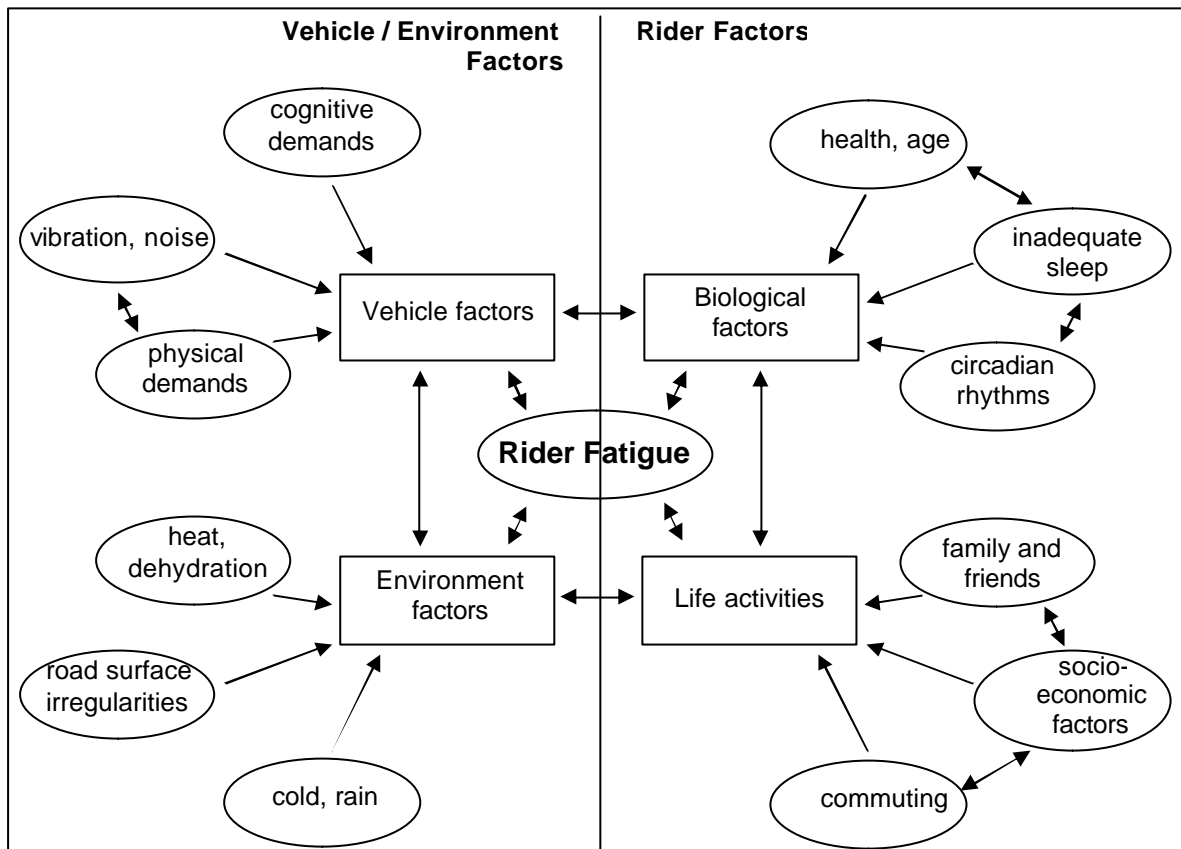 Vehicle / Environment
Factors
Rider Factors
cognitive
demands
health, age
vibration, noise
inadequate
sleep
Vehicle factors
Biological
factors
physical
demands
circadian
rhythms
Rider Fatigue
heat,
dehydration
family and
friends
Environment
factors
Life activities
road surface
irregularities
socio-
economic
factors
cold, rain
commuting